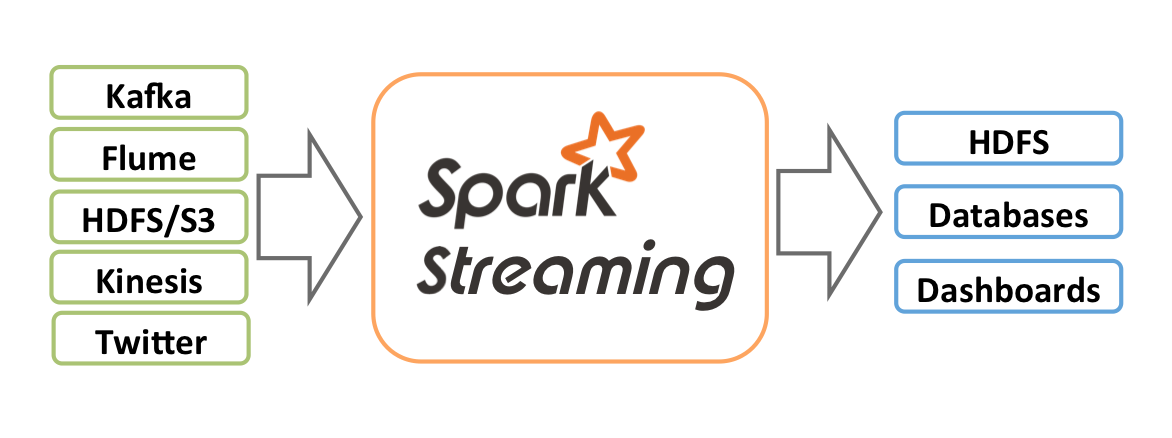 Kafka
Flume
HDFS/S3
Kinesis
Twitter
Spark
Streaming
HDFS
Databases
Dashboards